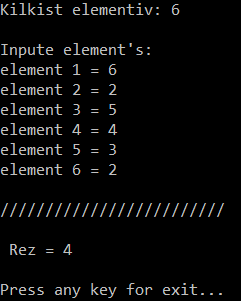 Kilkist elementiv: 6
Inpute element's:
element 1 = 6
element 2 = 2
element 3 = 5
element 4 = 4
element 5 = 3
element 6 = 2
/////////////////////////
Rez = 4
Press any key for exit...